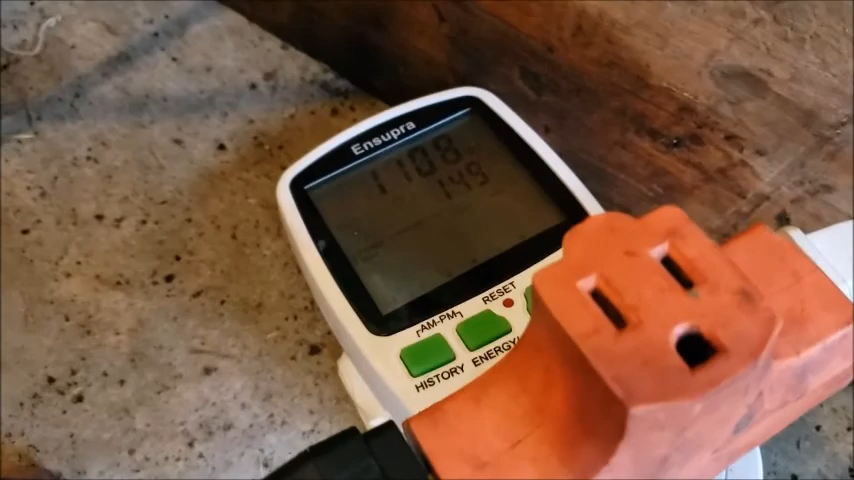 Ensupra
1108
149
RESET
AM-PM
HISTORY ENERGY